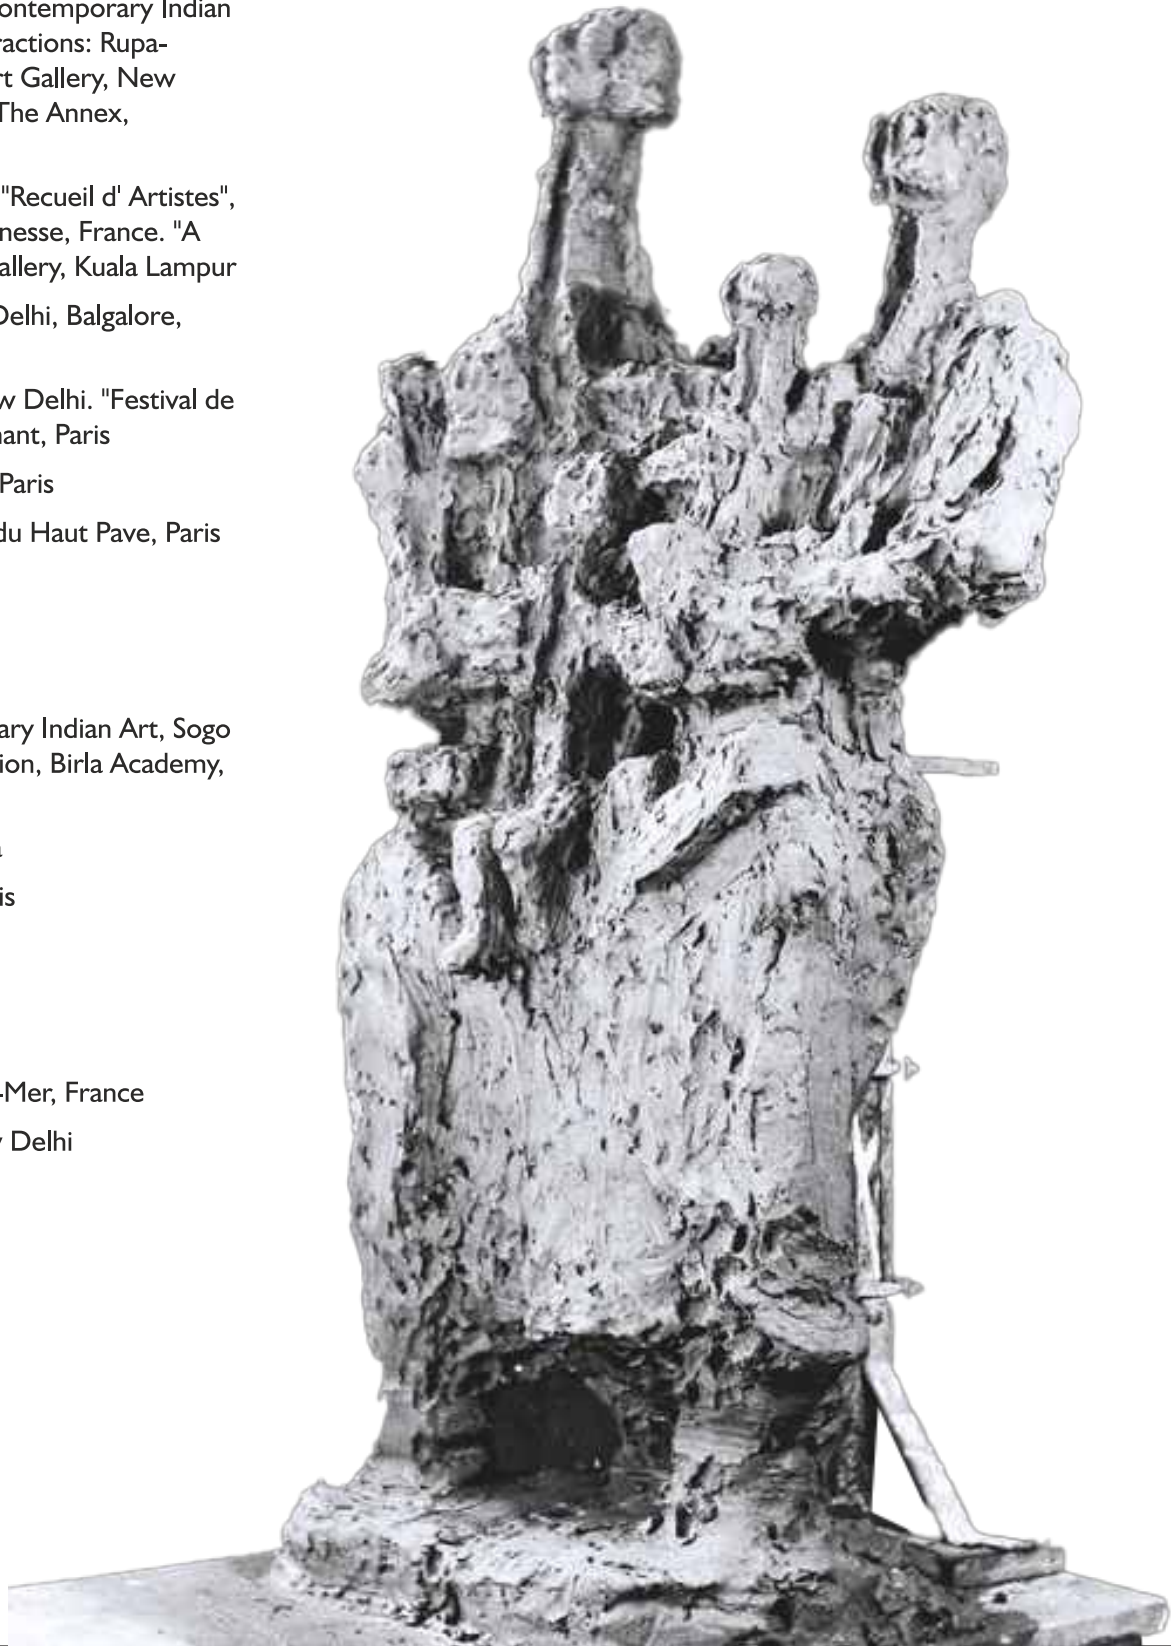 ontemporary Indian
ractions: Rupa-
rt Gallery, New
The Annex,
"Recueil d' Artistes",
nesse, France. "A
allery, Kuala Lampur
Delhi, Balgalore,
w Delhi. "Festival de
nant, Paris
Paris
du Haut Pave, Paris
ary Indian Art, Sogo
ion, Birla Academy,
is
-Mer, France
Delhi